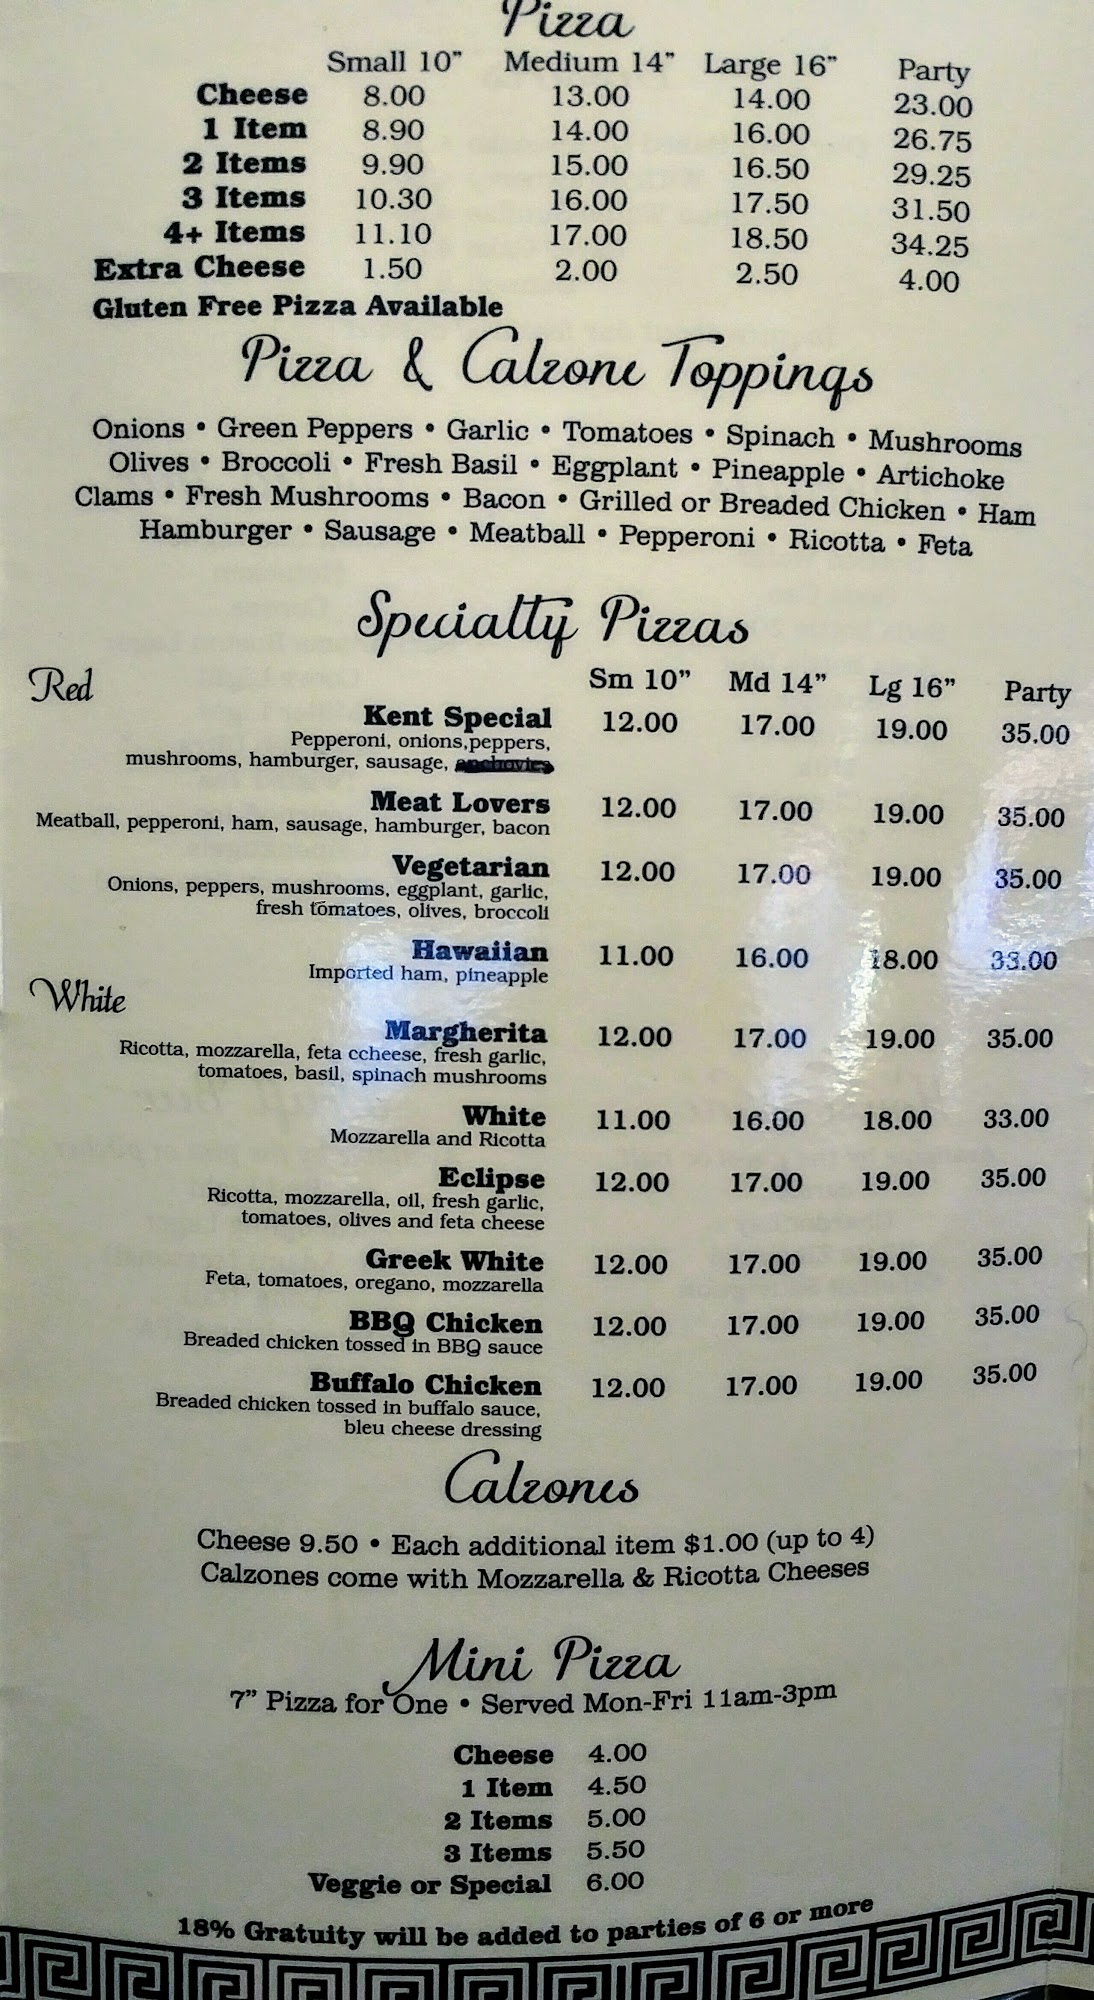 Pizza
Small 10" Medium 14" Large 16" Party
Cheese 8.00 13.00 14.00 23.00
1 Item 8.90 14.00 16.00 26.75
2 Items 9.90 15.00 16.50 29.25
3 Items 10.30 16.00 17.50 31.50
4+ Items 11.10 17.00 18.50 34.25
Extra Cheese 1.50 2.00 2.50 4.00
Gluten Free Pizza Available
Pizza & Calzone Toppings
Onions • Green Peppers • Garlic • Tomatoes • Spinach • Mushrooms
Olives • Broccoli • Fresh Basil • Eggplant • Pineapple • Artichoke
Clams • Fresh Mushrooms • Bacon • Grilled or Breaded Chicken • Ham
Hamburger • Sausage • Meatball • Pepperoni • Ricotta • Feta
Specialty Pizzas
Red Sm 10" Md 14" Lg 16" Party
Kent Special 12.00 17.00 19.00 35.00
Pepperoni, onions,peppers,
mushrooms, hamburger, sausage,
Meat Lovers 12.00 17.00 19.00 35.00
Meatball, pepperoni, ham, sausage, hamburger, bacon
Vegetarian 12.00 17.00 19.00 35.00
Onions, peppers, mushrooms, eggplant, garlic,
fresh tomatoes, olives, broccoli
Hawaiian 11.00 16.00 18.00 33.00
Imported ham, pineapple
White
Margherita 12.00 17.00 19.00 35.00
Ricotta, mozzarella, feta ccheese, fresh garlic,
tomatoes, basil, spinach mushrooms
White 11.00 16.00 18.00 33.00
Mozzarella and Ricotta
Eclipse 12.00 17.00 19.00 35.00
Ricotta, mozzarella, oil, fresh garlic,
tomatoes, olives and feta cheese
Greek White 12.00 17.00 19.00 35.00
Feta, tomatoes, oregano, mozzarella
BBQ Chicken 12.00 17.00 19.00 35.00
Breaded chicken tossed in BBQ sauce
Buffalo Chicken 12.00 17.00 19.00 35.00
Breaded chicken tossed in buffalo sauce,
bleu cheese dressing
Calzones
Cheese 9.50 • Each additional item $1.00 (up to 4)
Calzones come with Mozzarella & Ricotta Cheeses
Mini Pizza
7" Pizza for One • Served Mon-Fri 11am-3pm
Cheese 4.00
1 Item 4.50
2 Items 5.00
3 Items 5.50
Veggie or Special 6.00
18% Gratuity will be added to parties of 6 or more